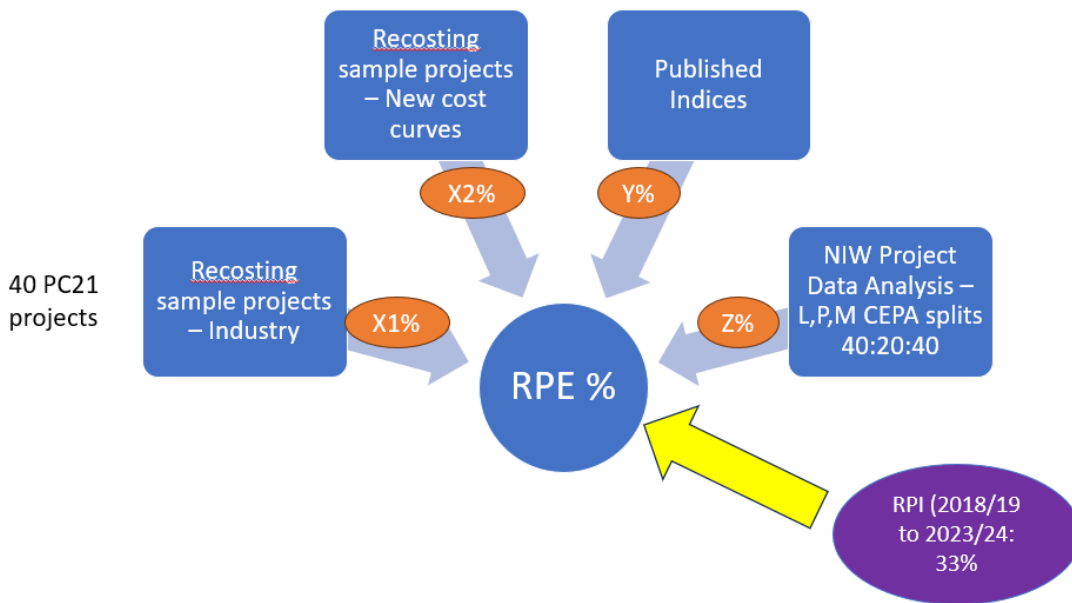 Recosting
sample projects
– New cost
curves
Published
Indices
X2%
Y%
40 PC21
projects
Recosting
sample projects
– Industry
X1%
Z%
NIW Project
Data Analysis –
L,P,M CEPA splits
40:20:40
RPE %
RPI (2018/19
to 2023/24:
33%